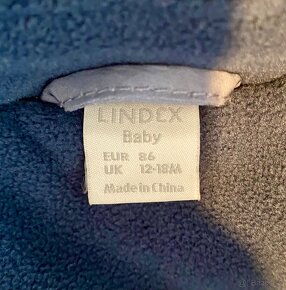 LINDEX
Baby
EUR 86
UK 12-18M
Made in China